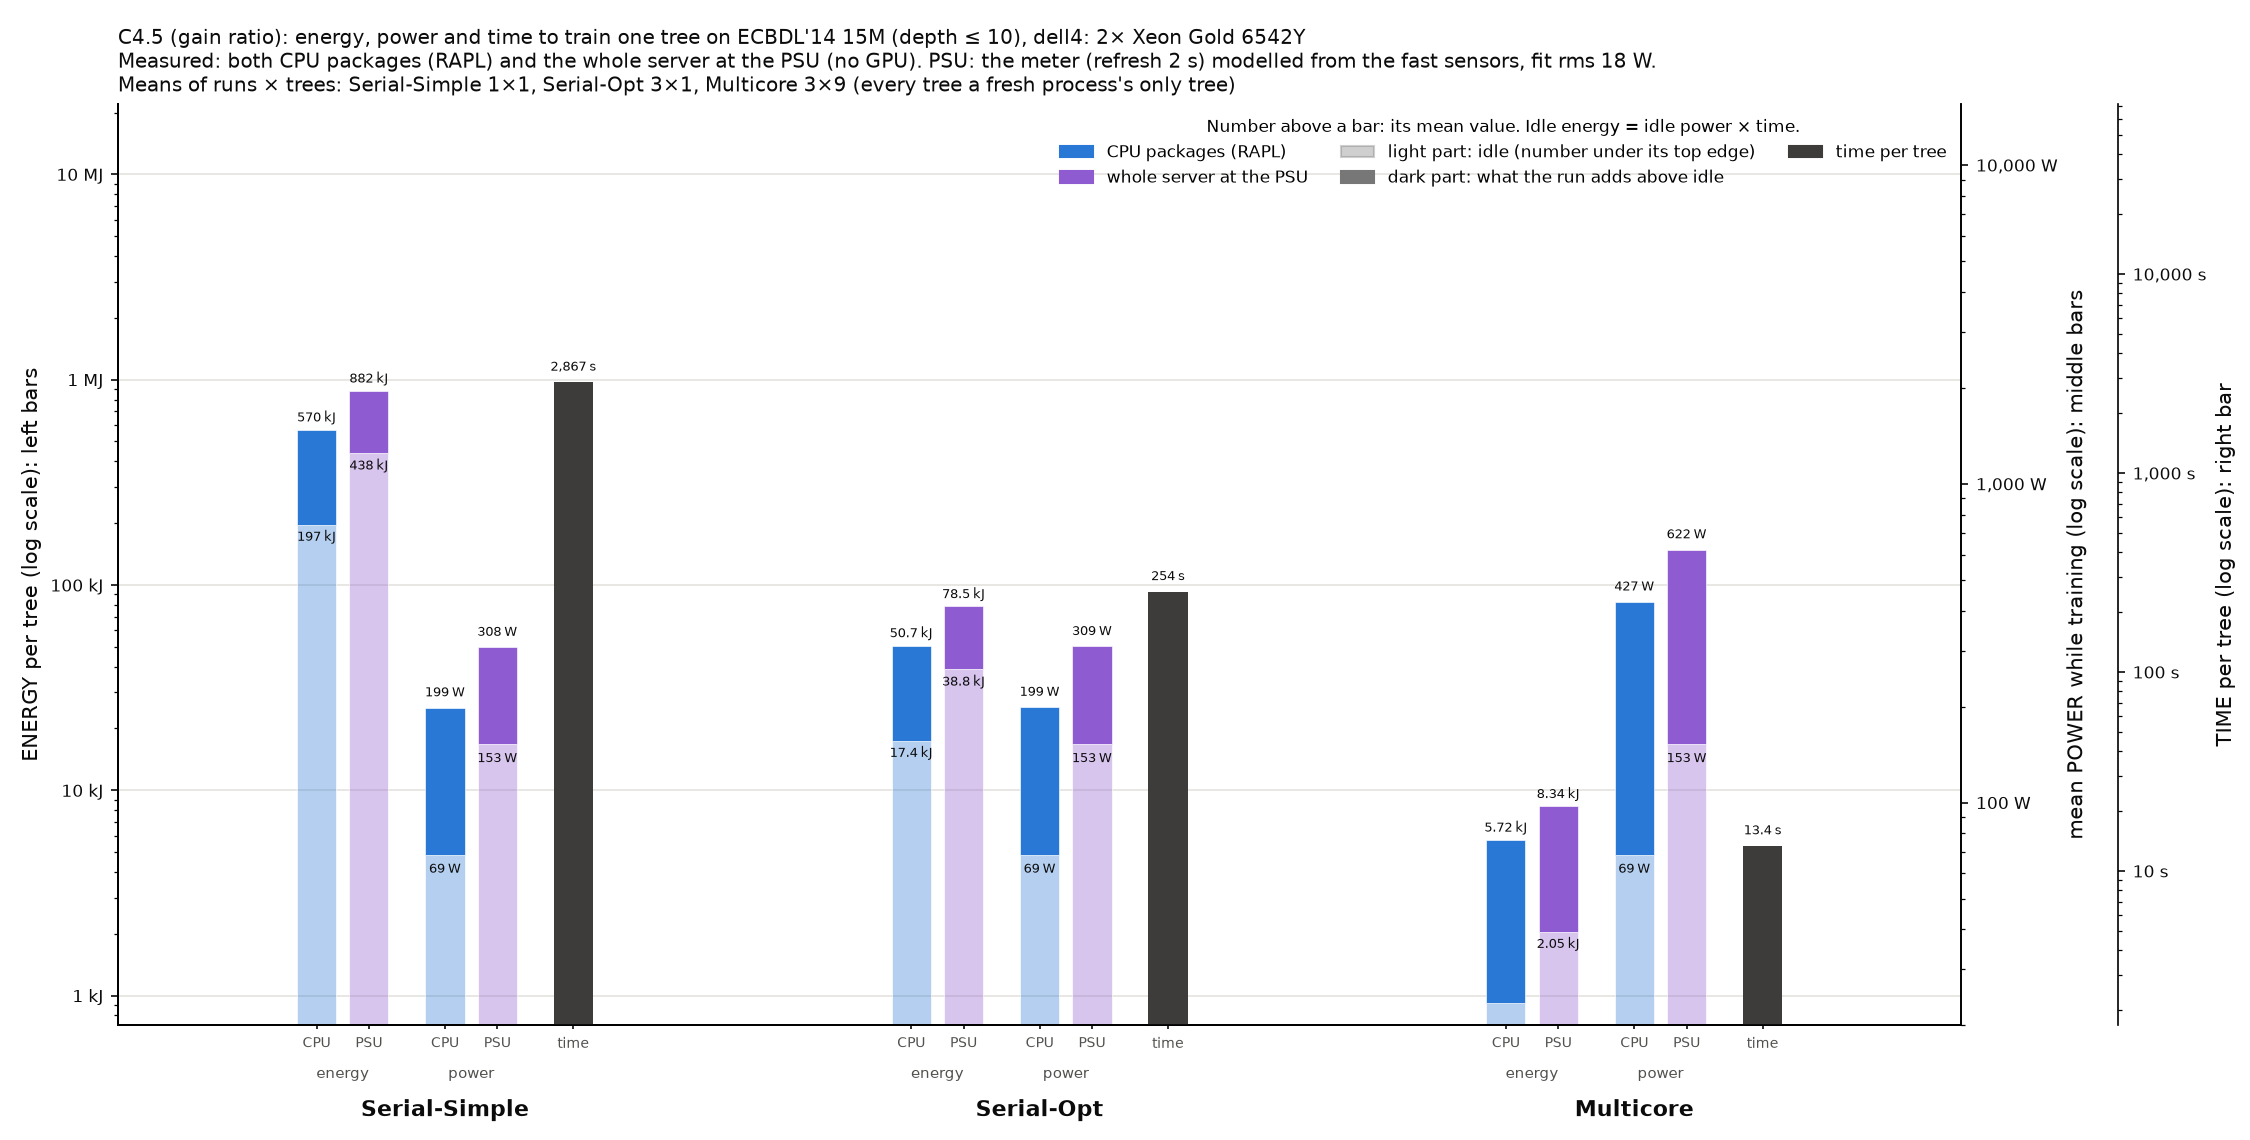 C4.5 (gain ratio): energy, power and time to train one tree on ECBDL'14 15M (depth ≤ 10), dell4: 2× Xeon Gold 6542Y
Measured: both CPU packages (RAPL) and the whole server at the PSU (no GPU). PSU: the meter (refresh 2 s) modelled from the fast sensors, fit rms 18 W.
Means of runs × trees: Serial-Simple 1×1, Serial-Opt 3×1, Multicore 3×9 (every tree a fresh process's only tree)
Number above a bar: its mean value. Idle energy = idle power × time.
CPU packages (RAPL)
whole server at the PSU
light part: idle (number under its top edge)
dark part: what the run adds above idle
time per tree
ENERGY per tree (log scale): left bars
10 MJ
1 MJ
100 kJ
10 kJ
1 kJ
570 kJ
197 kJ
882 kJ
438 kJ
199 W
69 W
308 W
153 W
2,867 s
50.7 kJ
17.4 kJ
78.5 kJ
38.8 kJ
199 W
69 W
309 W
153 W
254 s
5.72 kJ
8.34 kJ
2.05 kJ
427 W
69 W
622 W
153 W
13.4 s
10,000 W
1,000 W
100 W
mean POWER while training (log scale): middle bars
10,000 s
1,000 s
100 s
10 s
TIME per tree (log scale): right bar
CPU PSU CPU PSU time
energy power
Serial-Simple
CPU PSU CPU PSU time
energy power
Serial-Opt
CPU PSU CPU PSU time
energy power
Multicore